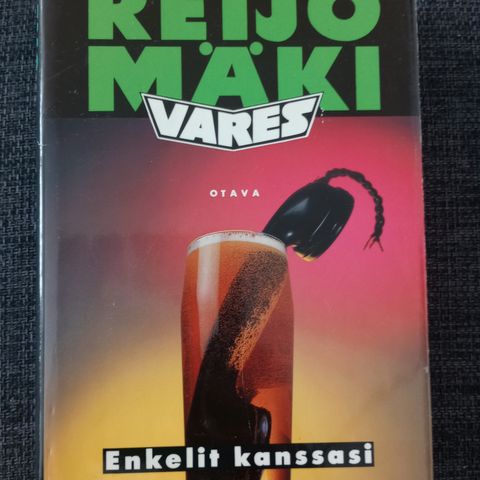 REIJO
MÄKI
VARES
OTAVA
Enkelit kanssasi